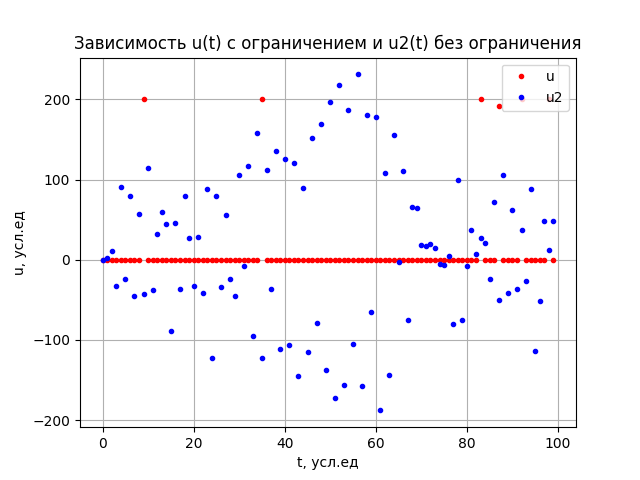 Зависимость u(t) с ограничением и u2(t) без ограничения
u
u2
200
100
0
−100
−200
u, усл.ед
0
20
40
60
80
100
t, усл.ед